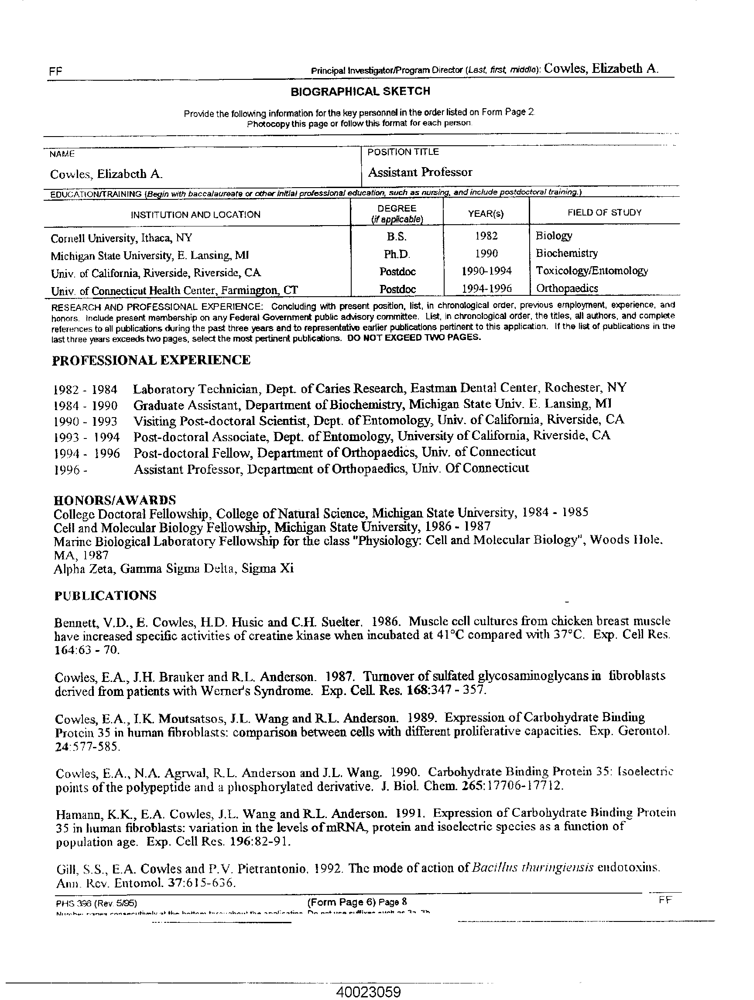 FF
Principal Investigator/Program Director (Last, first, middle): Cowles, Elizabeth A.
BIOGRAPHICAL SKETCH
Provide the following information for the key personnel in the order listed on Form Page 2
Photocopy this page or follow this format for each person
NAME
POSITION TITLE
Cowles, Elizabeth A.
Assistant Professor
EDUCATION/TRAINING (Begin with baccalaureate or other initial professional education, such as nursing, and include postdoctoral training.)
INSTITUTION AND LOCATION
DEGREE
(if applicable)
YEAR(s)
FIELD OF STUDY
Cornell University, Ithaca, NY
B.S.
1982
Biology
Michigan State University, E. Lansing, MI
Ph.D.
1990
Biochemistry
Univ. of California, Riverside, Riverside, CA
Postdoc
1990-1994
Toxicology/Entomology
Univ. of Connecticut Health Center, Farmington, CT
Postdoc
1994-1996
Orthopaedics
RESEARCH AND PROFESSIONAL EXPERIENCE: Concluding with present position, list, in chronological order, previous employment, experience, and
honors. Include present membership on any Federal Government public advisory committee. List, in chronological order, the titles, all authors, and complete
references to all publications during the past three years and to representative earlier publications pertinent to this application. If the list of publications in the
last three years exceeds two pages, select the most pertinent publications. DO NOT EXCEED TWO PAGES.
PROFESSIONAL EXPERIENCE
1982 - 1984 Laboratory Technician, Dept. of Caries Research, Eastman Dental Center, Rochester, NY
1984 - 1990 Graduate Assistant, Department of Biochemistry, Michigan State Univ. E. Lansing, MI
1990 - 1993 Visiting Post-doctoral Scientist, Dept. of Entomology, Univ. of California, Riverside, CA
1993 - 1994 Post-doctoral Associate, Dept. of Entomology, University of California, Riverside, CA
1994 - 1996 Post-doctoral Fellow, Department of Orthopaedics, Univ. of Connecticut
1996 - Assistant Professor, Department of Orthopaedics, Univ. Of Connecticut
HONORS/AWARDS
College Doctoral Fellowship, College of Natural Science, Michigan State University, 1984 - 1985
Cell and Molecular Biology Fellowship, Michigan State University, 1986 - 1987
Marine Biological Laboratory Fellowship for the class "Physiology: Cell and Molecular Biology", Woods Hole,
MA, 1987
Alpha Zeta, Gamma Sigma Delta, Sigma Xi
PUBLICATIONS
Bennett, V.D., E. Cowles, H.D. Husic and C.H. Suelter. 1986. Muscle cell cultures from chicken breast muscle
have increased specific activities of creatine kinase when incubated at 41°C compared with 37°C. Exp. Cell Res.
164:63 - 70.
Cowles, E.A., J.H. Brauker and R.L. Anderson. 1987. Turnover of sulfated glycosaminoglycans in fibroblasts
derived from patients with Werner's Syndrome. Exp. Cell. Res. 168:347 - 357.
Cowles, E.A., I.K. Moutsatsos, J.L. Wang and R.L. Anderson. 1989. Expression of Carbohydrate Binding
Protein 35 in human fibroblasts: comparison between cells with different proliferative capacities. Exp. Gerontol.
24:577-585.
Cowles, E.A., N.A. Agrwal, R.L. Anderson and J.L. Wang. 1990. Carbohydrate Binding Protein 35: Isoelectric
points of the polypeptide and a phosphorylated derivative. J. Biol. Chem. 265:17706-17712.
Hamann, K.K., E.A. Cowles, J.L. Wang and R.L. Anderson. 1991. Expression of Carbohydrate Binding Protein
35 in human fibroblasts: variation in the levels of mRNA, protein and isoelectric species as a function of
population age. Exp. Cell Res. 196:82-91.
Gill, S.S., E.A. Cowles and P.V. Pietrantonio. 1992. The mode of action of Bacillus thuringiensis endotoxins.
Ann. Rev. Entomol. 37:615-636.
PHS 398 (Rev. 5/95)
(Form Page 6) Page 8
FF
40023059